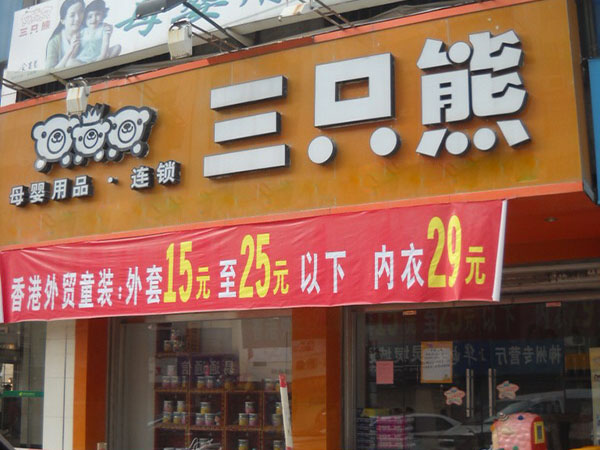 三只熊
三只熊
母婴用品·连锁
香港外贸童装:外套15元至25元以下 内衣29元